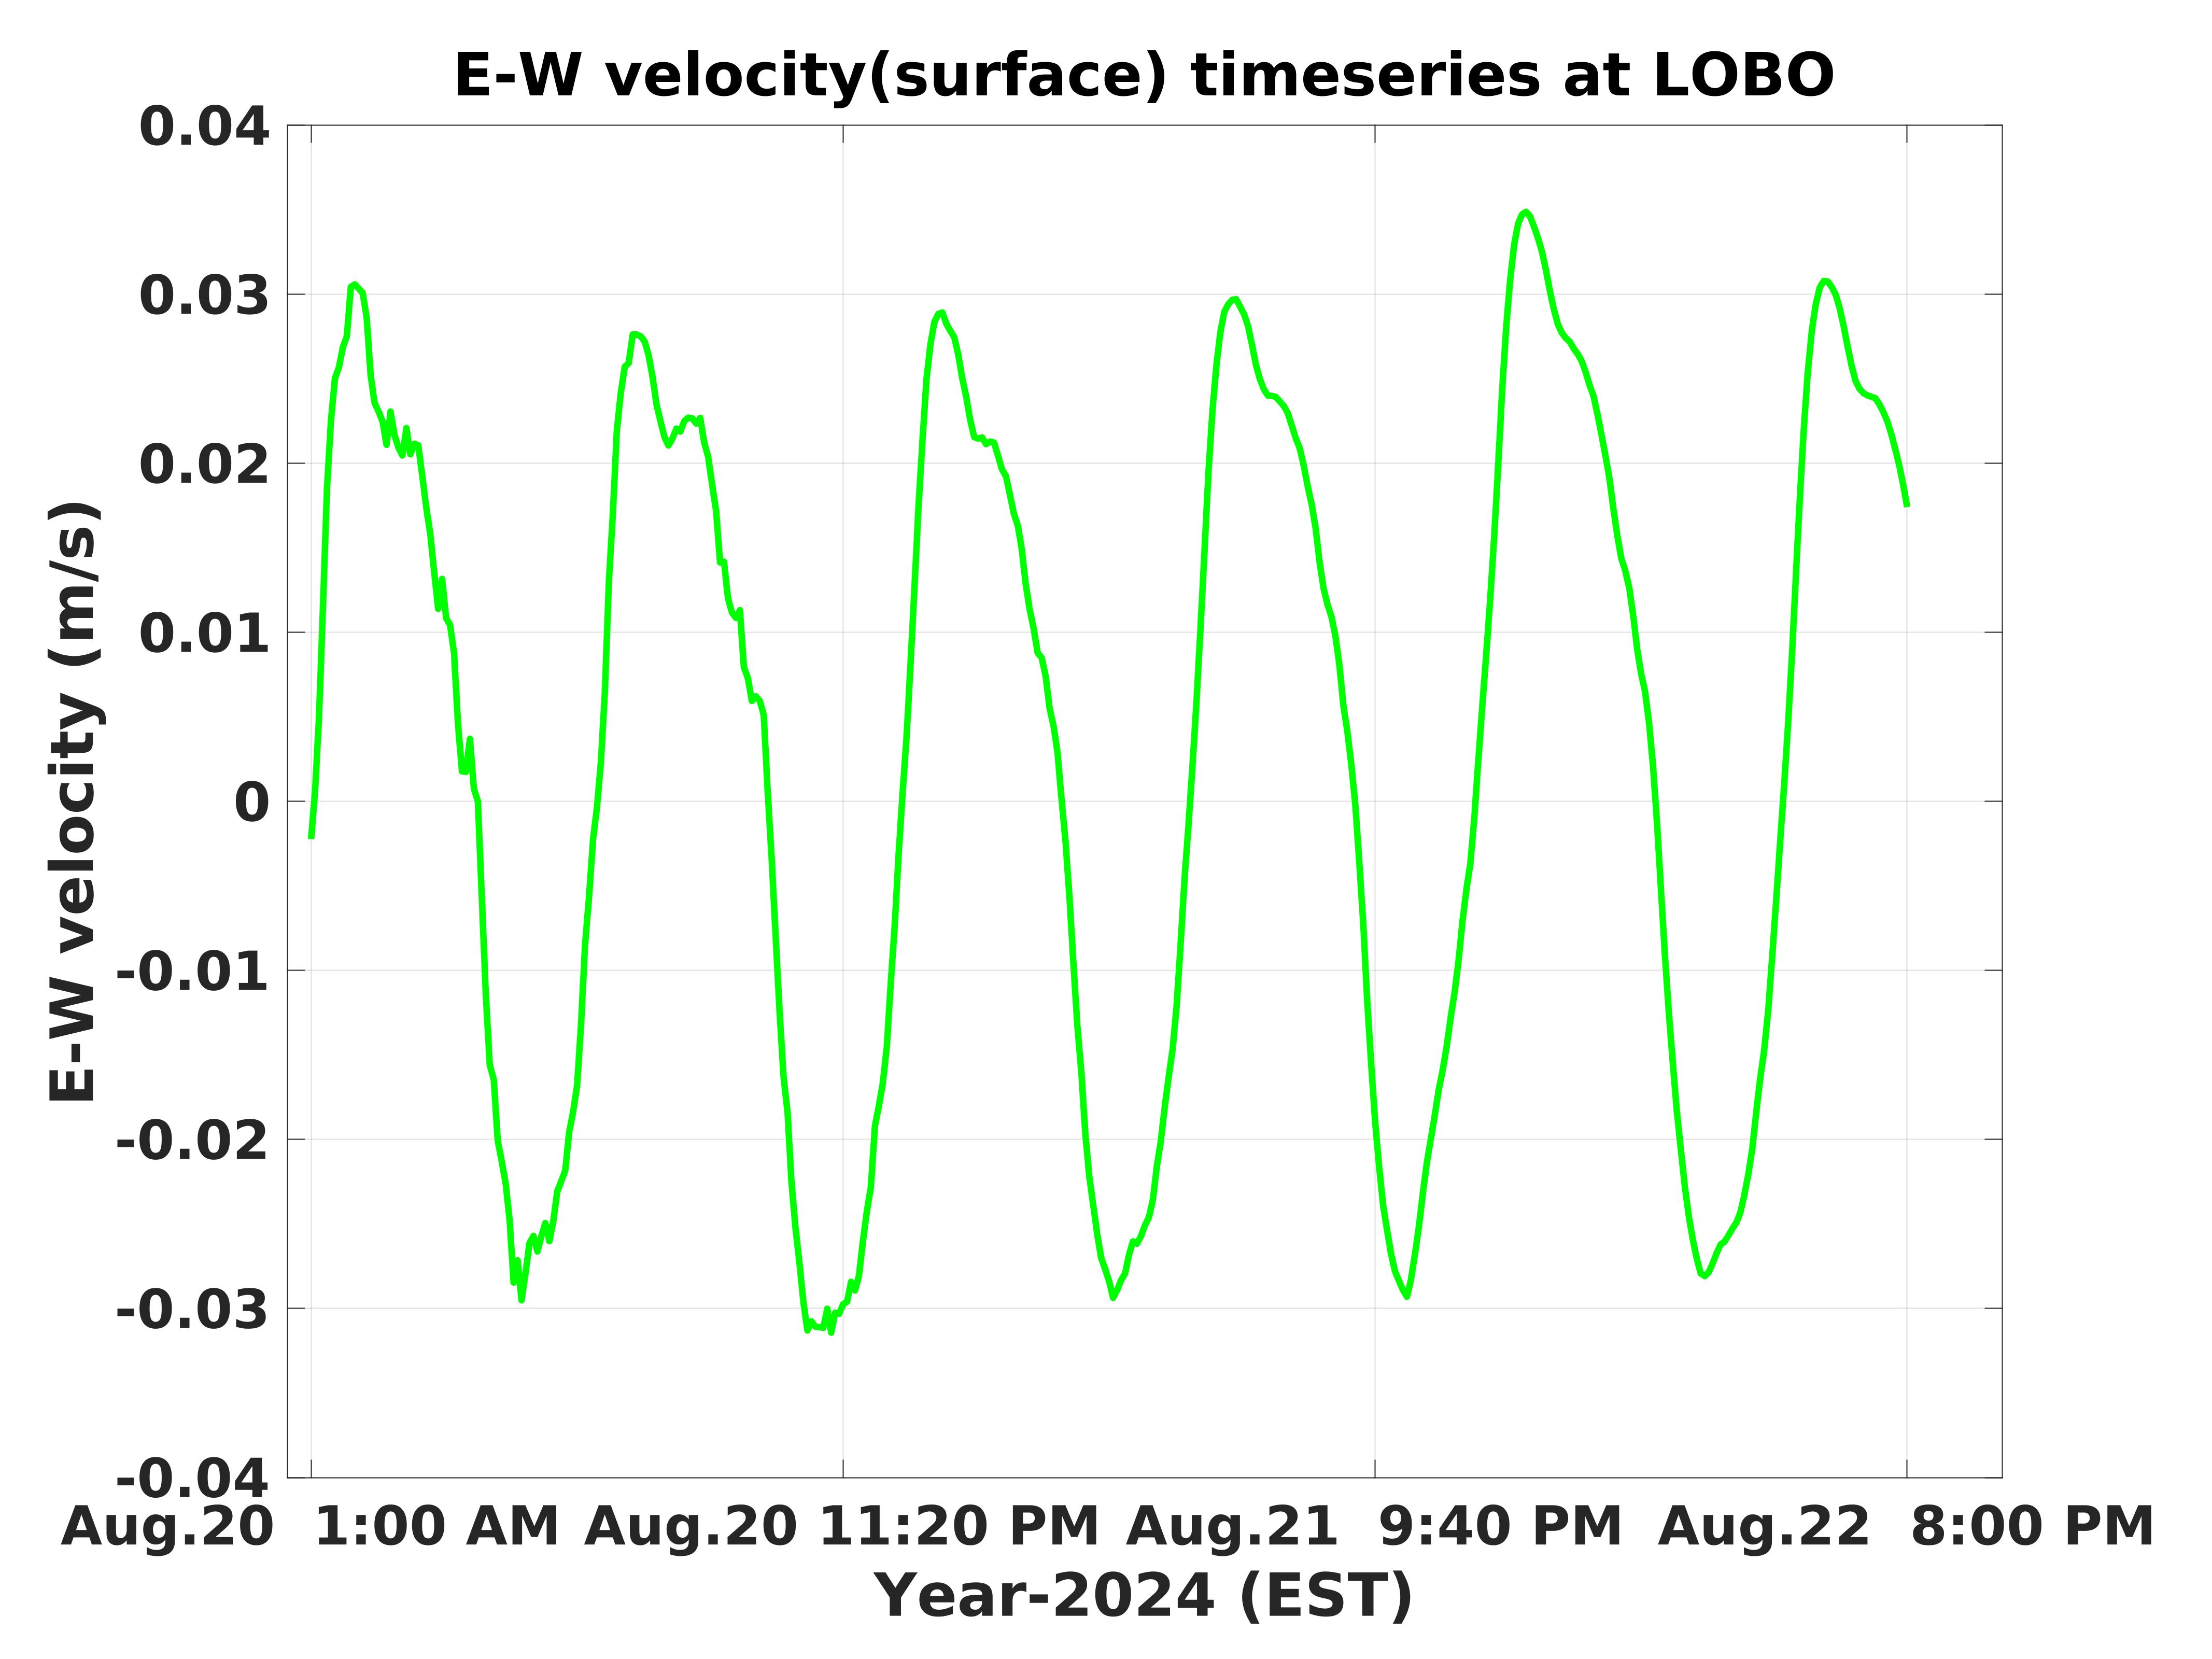 E-W velocity(surface) timeseries at LOBO
0.04
0.03
0.02
0.01
0
-0.01
-0.02
-0.03
-0.04
E-W velocity (m/s)
Aug.20 1:00 AM Aug.20 11:20 PM Aug.21 9:40 PM Aug.22 8:00 PM
Year-2024 (EST)